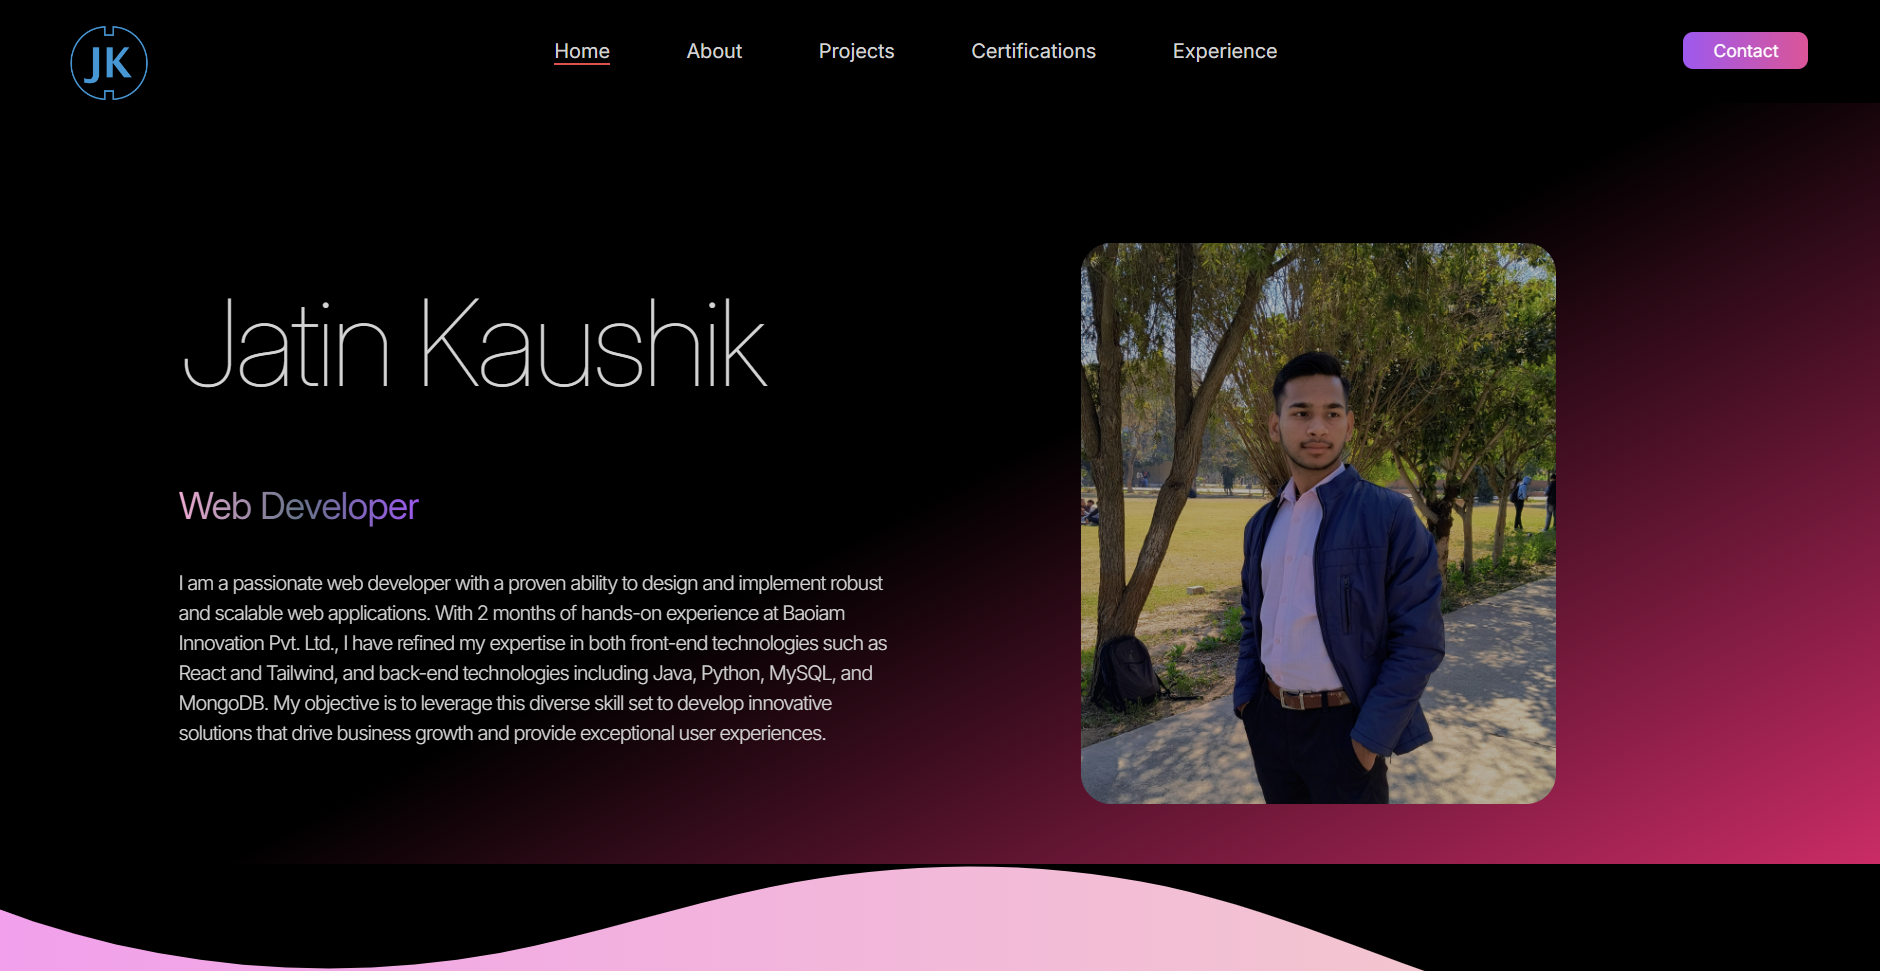 JK
Home
About
Projects
Certifications
Experience
Contact
Jatin Kaushik
Web Developer
I am a passionate web developer with a proven ability to design and implement robust
and scalable web applications. With 2 months of hands-on experience at Baoiam
Innovation Pvt. Ltd., I have refined my expertise in both front-end technologies such as
React and Tailwind, and back-end technologies including Java, Python, MySQL, and
MongoDB. My objective is to leverage this diverse skill set to develop innovative
solutions that drive business growth and provide exceptional user experiences.